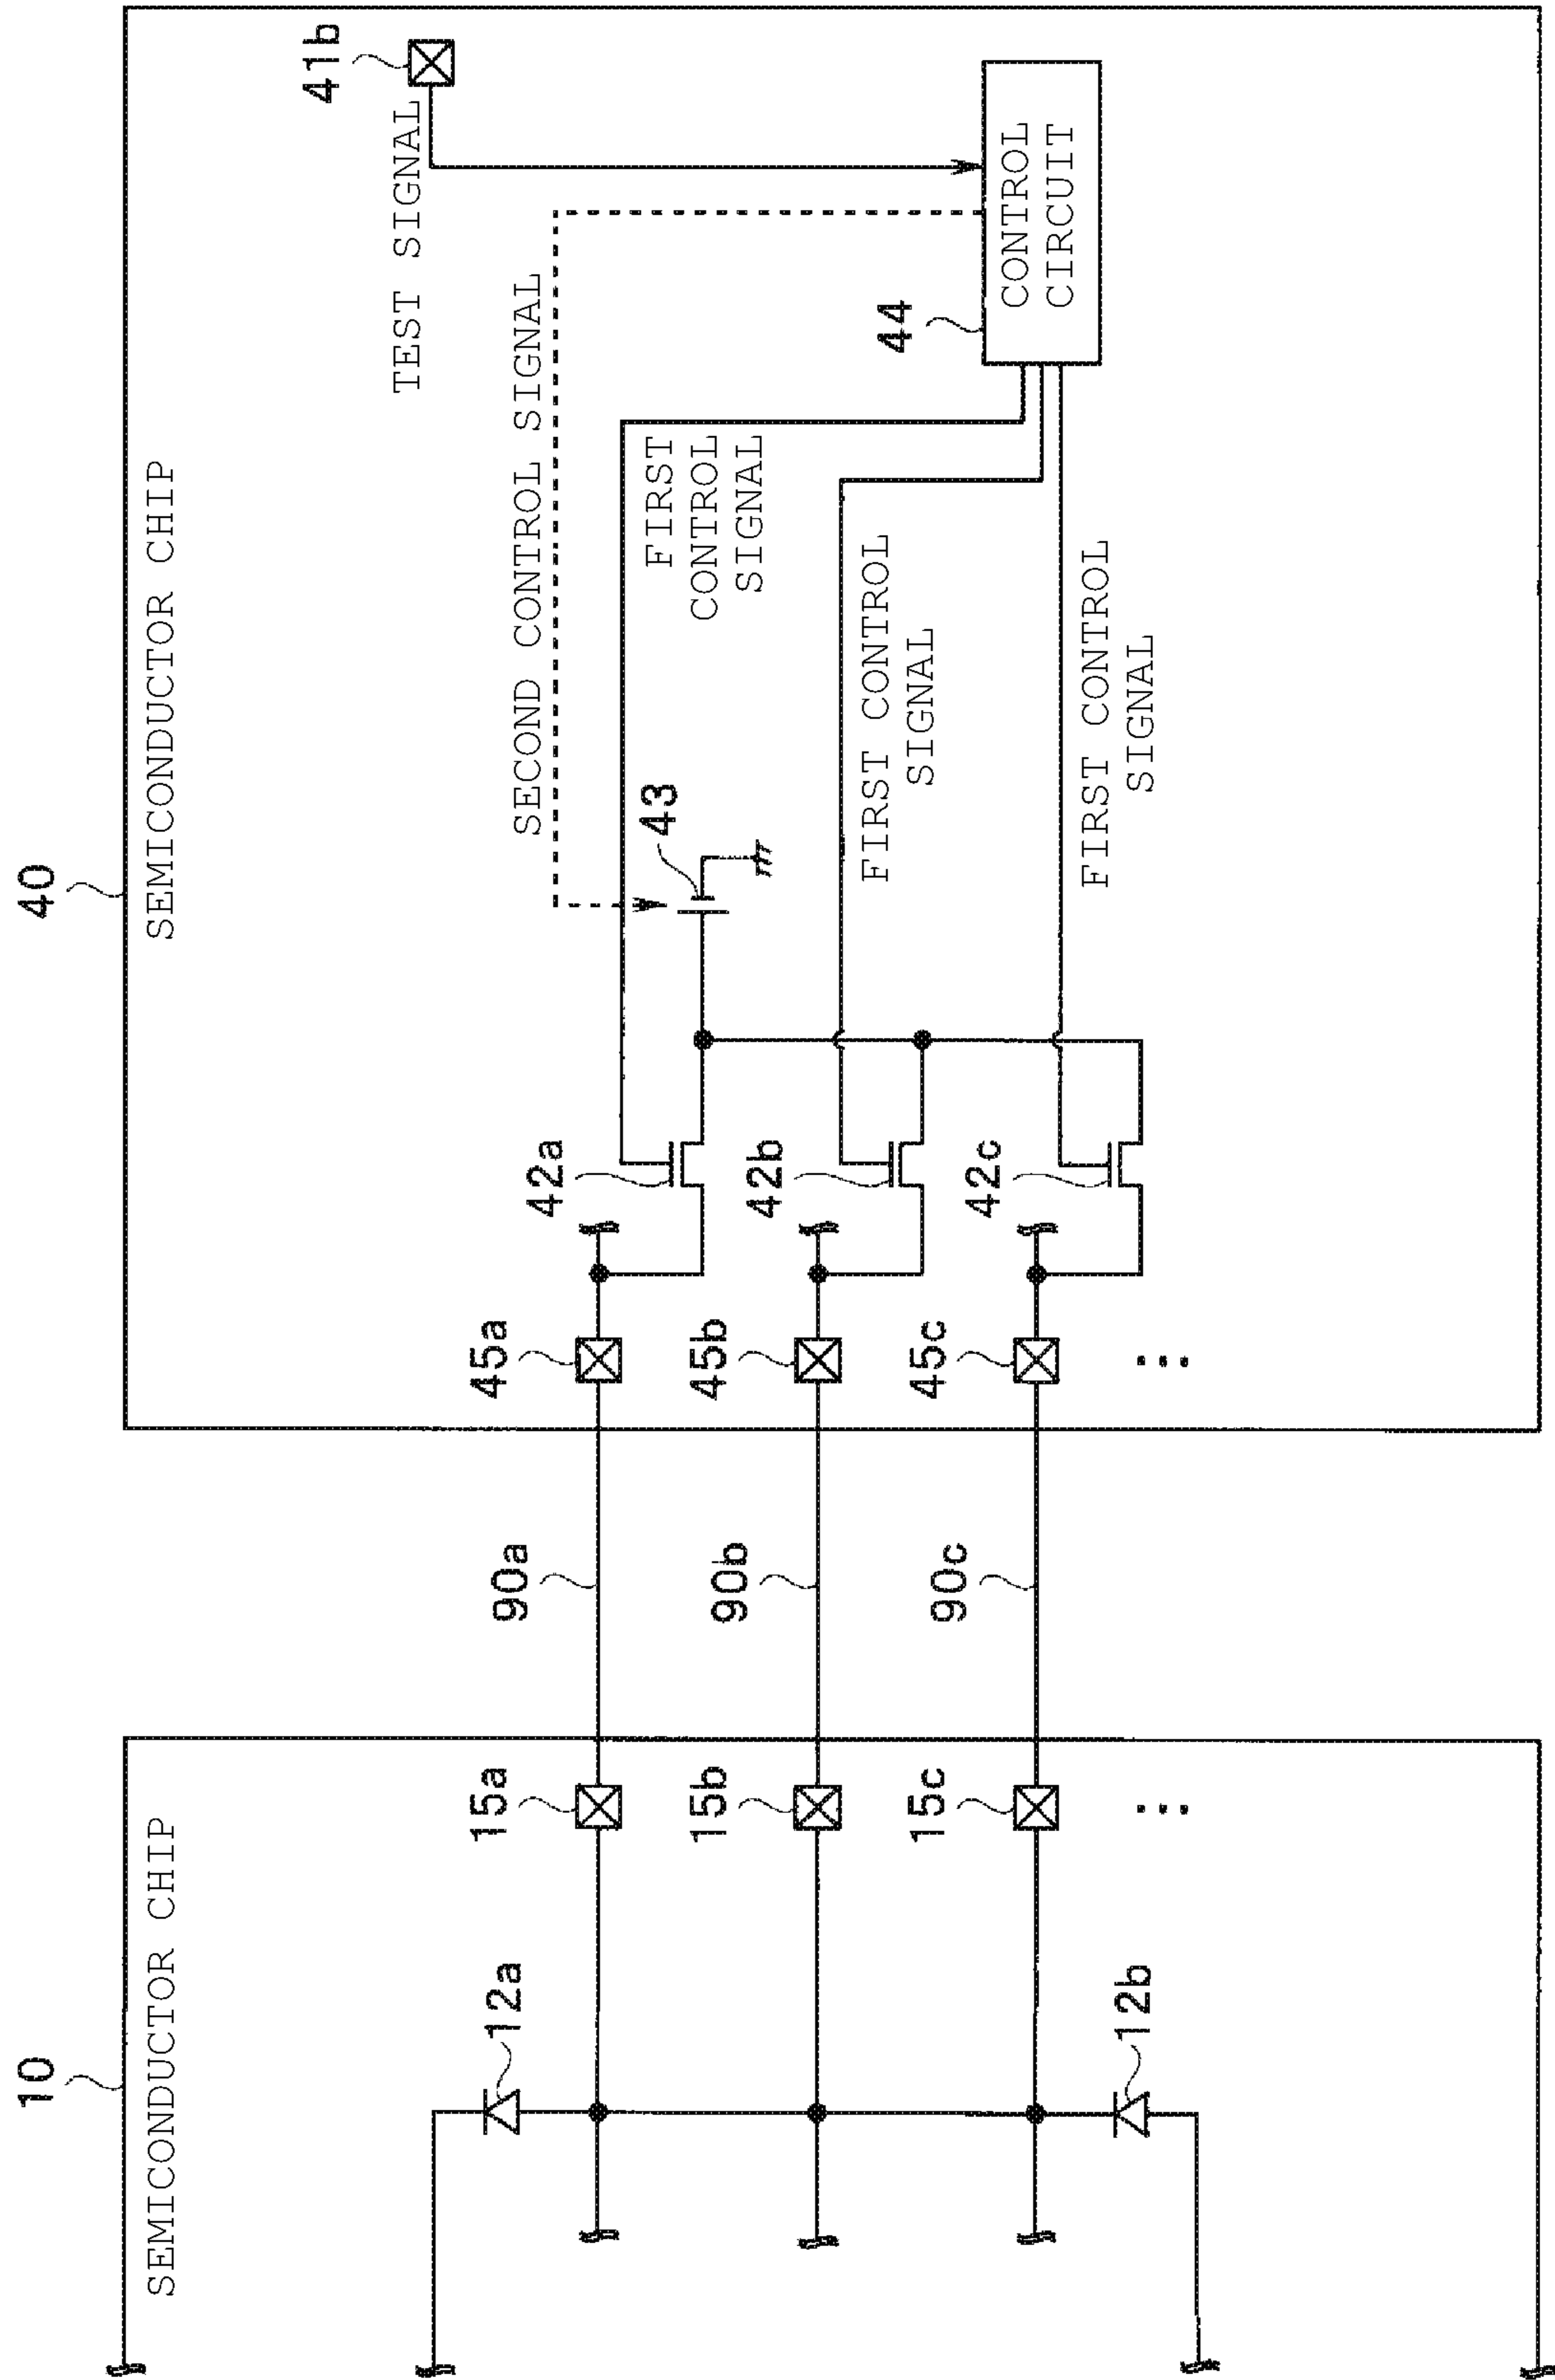 10
SEMICONDUCTOR CHIP
12a
12b
15a
15b
15c
...
90a
90b
90c
40
SEMICONDUCTOR CHIP
45a
45b
45c
...
42a
42b
42c
43
SECOND CONTROL SIGNAL
FIRST
CONTROL
SIGNAL
FIRST CONTROL
SIGNAL
FIRST CONTROL
SIGNAL
TEST SIGNAL
41b
44
CONTROL
CIRCUIT